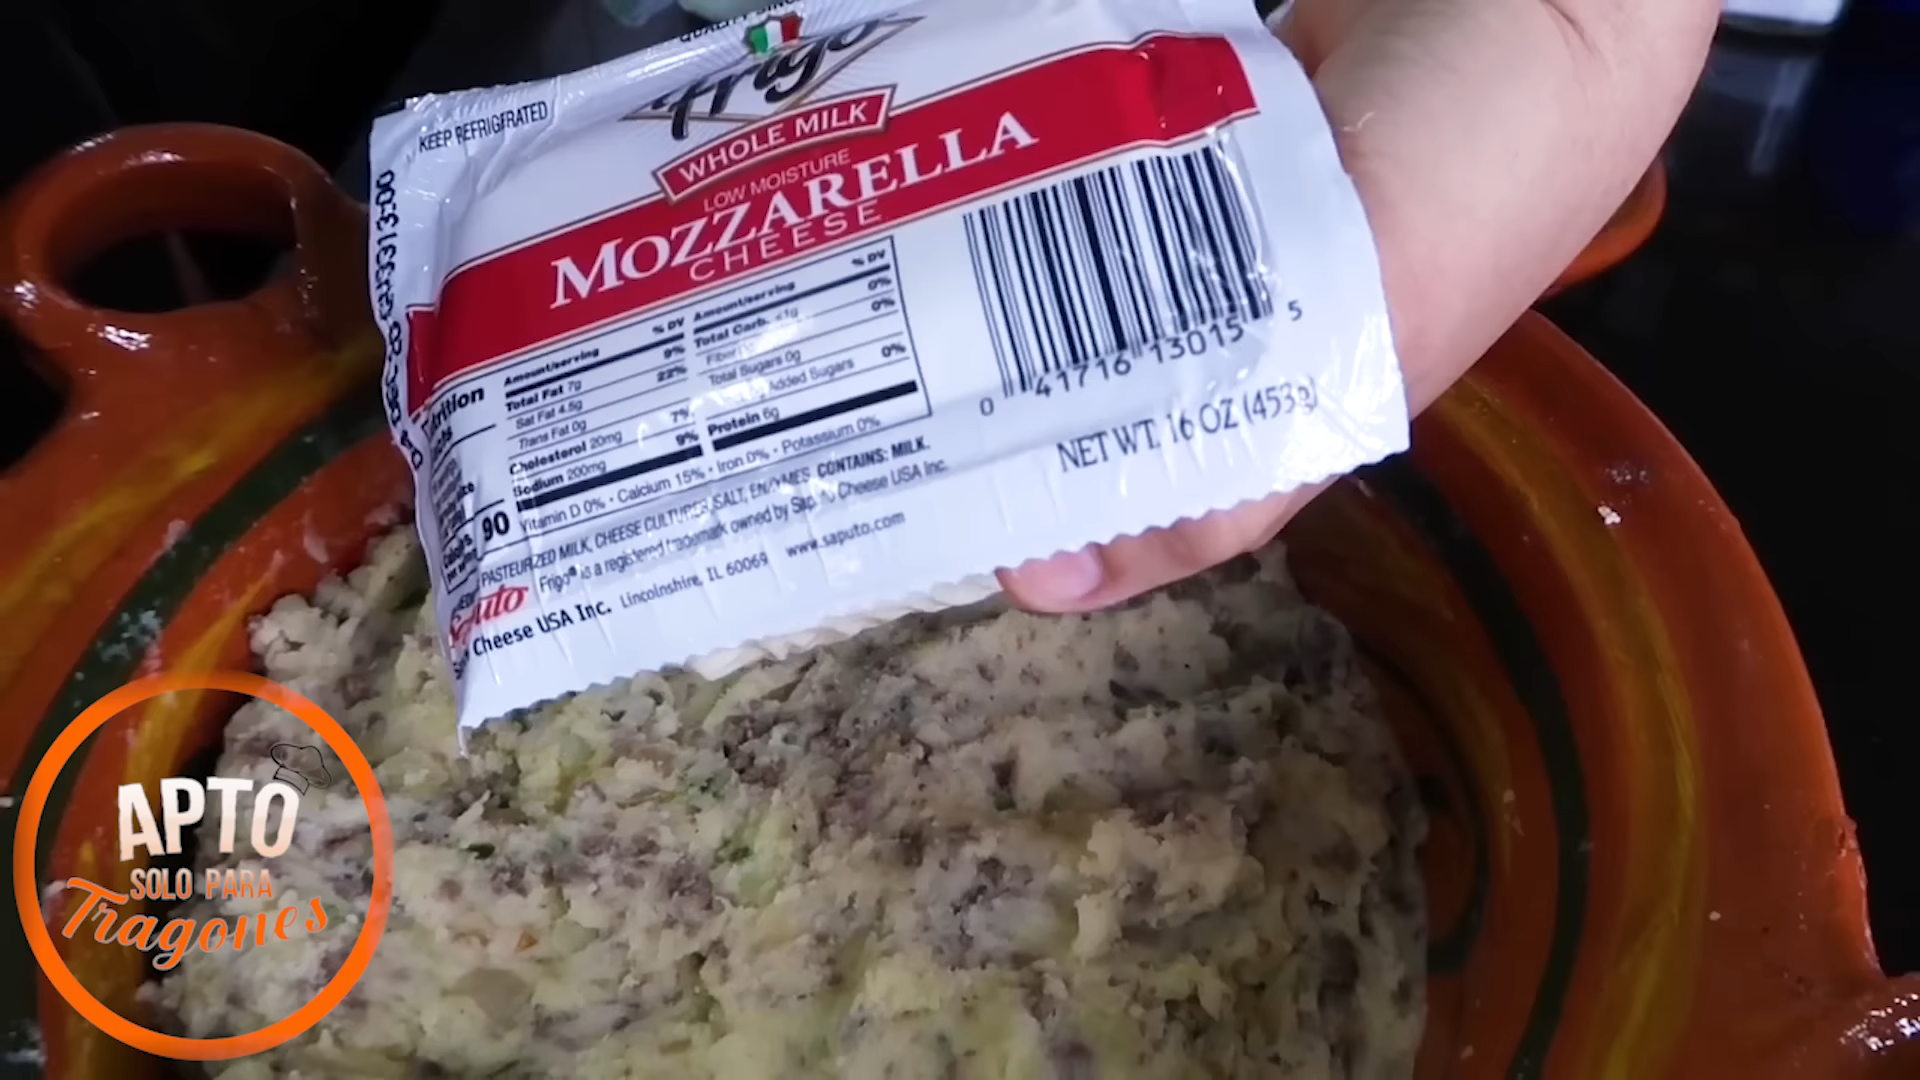 Frigo
KEEP REFRIGERATED
WHOLE MILK
LOW MOISTURE
MOZZARELLA
CHEESE
Amount/serving % DV
Total Fat 7g 9%
Sat Fat 4.5g 22%
Trans Fat 0g
Cholesterol 20mg 7%
Sodium 200mg 9%
Amount/serving % DV
Total Carb. <1g 0%
Fiber 0%
Total Sugars 0g
Added Sugars 0%
Protein 6g
90
Vitamin D 0% • Calcium 15% • Iron 0% • Potassium 0%
PASTEURIZED MILK, CHEESE CULTURES, SALT, ENZYMES. CONTAINS: MILK.
Frigo® is a registered trademark owned by Saputo Cheese USA Inc.
Cheese USA Inc. Lincolnshire, IL 60069 www.saputo.com
0 41716 13015 5
NET WT. 16 OZ (453g)
APTO
SOLO PARA
Tragones